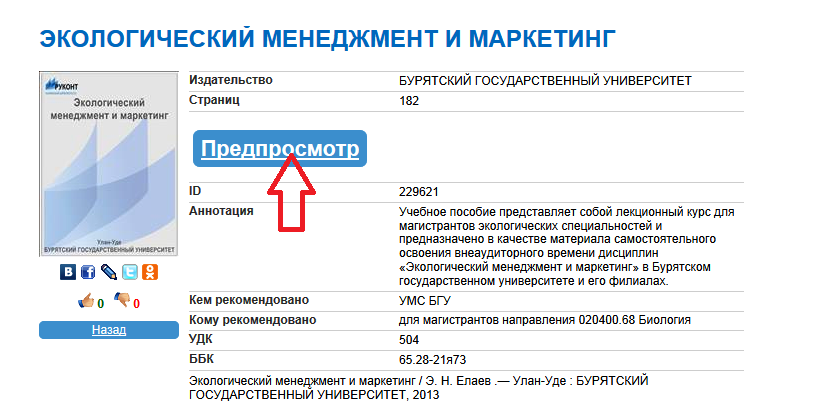 ЭКОЛОГИЧЕСКИЙ МЕНЕДЖМЕНТ И МАРКЕТИНГ
РУКОНТ
Экологический
менеджмент и маркетинг
Улан-Уде
БУРЯТСКИЙ ГОСУДАРСТВЕННЫЙ УНИВЕРСИТЕТ
0 0
Назад
Издательство БУРЯТСКИЙ ГОСУДАРСТВЕННЫЙ УНИВЕРСИТЕТ
Страниц 182
Предпросмотр
ID 229621
Аннотация Учебное пособие представляет собой лекционный курс для
магистрантов экологических специальностей и
предназначено в качестве материала самостоятельного
освоения внеаудиторного времени дисциплин
«Экологический менеджмент и маркетинг» в Бурятском
государственном университете и его филиалах.
Кем рекомендовано УМС БГУ
Кому рекомендовано для магистрантов направления 020400.68 Биология
УДК 504
ББК 65.28-21я73
Экологический менеджмент и маркетинг / Э. Н. Елаев .— Улан-Уде : БУРЯТСКИЙ
ГОСУДАРСТВЕННЫЙ УНИВЕРСИТЕТ, 2013